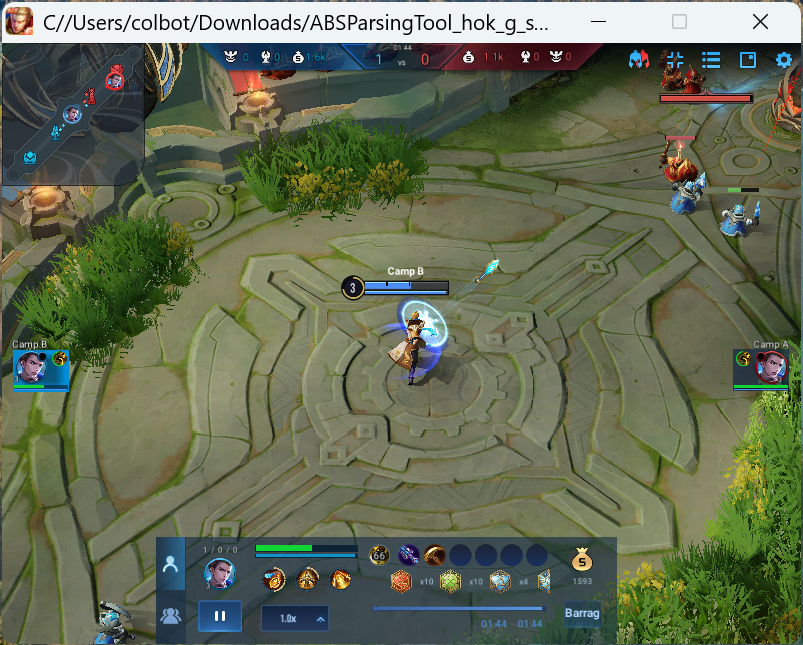 C//Users/colbot/Downloads/ABSParsingTool_hok_g_s...
01:44
0 0 1.6k 1 vs 0 1.1k 0 0
Camp B
3
Camp B
Camp A
1 / 0 / 0
66
x10 x10 x4
1593
1.0x
01:44 01:44
Barrag